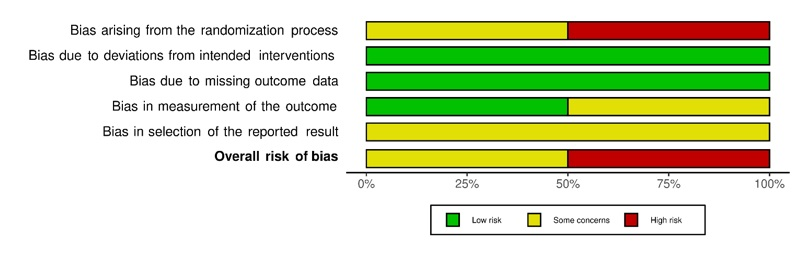 Bias arising from the randomization process
Bias due to deviations from intended interventions
Bias due to missing outcome data
Bias in measurement of the outcome
Bias in selection of the reported result
Overall risk of bias
0% 25% 50% 75% 100%
Low risk Some concerns High risk